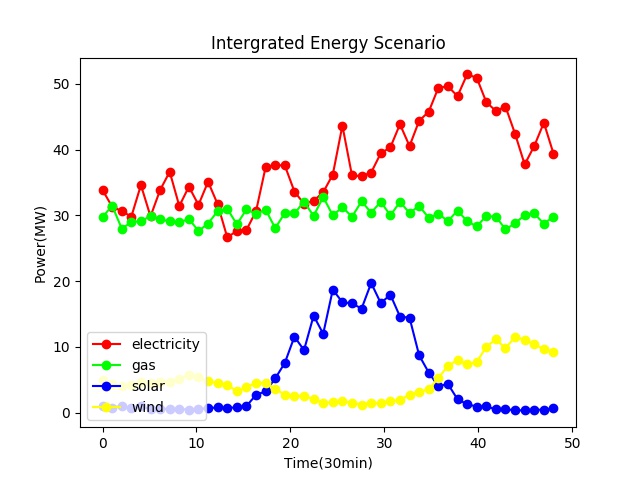 Intergrated Energy Scenario
Power(MW)
50
40
30
20
10
0
electricity
gas
solar
wind
0 10 20 30 40 50
Time(30min)